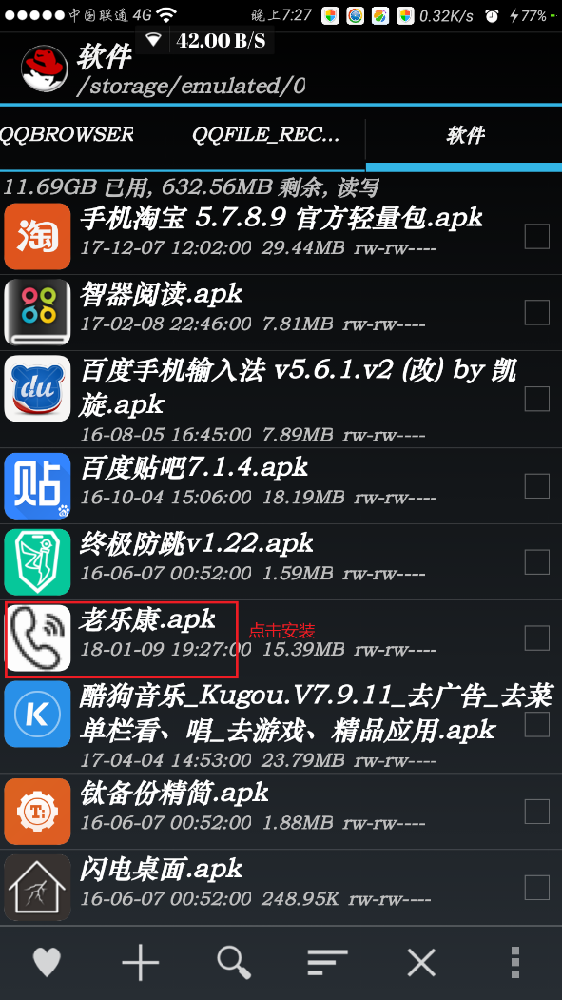 中国联通 4G 晚上7:27 0.32K/s 77%
42.00 B/S
软件
/storage/emulated/0
QQBROWSER QQFILE_REC... 软件
11.69GB 已用, 632.56MB 剩余, 读写
淘 手机淘宝 5.7.8.9 官方轻量包.apk
17-12-07 12:02:00 29.44MB rw-rw----
智器阅读.apk
17-02-08 22:46:00 7.81MB rw-rw----
du 百度手机输入法 v5.6.1.v2 (改) by 凯
旋.apk
16-08-05 16:45:00 7.89MB rw-rw----
贴 百度贴吧7.1.4.apk
16-10-04 15:06:00 18.19MB rw-rw----
终极防跳v1.22.apk
16-06-07 00:52:00 1.59MB rw-rw----
老乐康.apk 点击安装
18-01-09 19:27:00 15.39MB rw-rw----
K 酷狗音乐_Kugou.V7.9.11_去广告_去菜
单栏看、唱_去游戏、精品应用.apk
17-04-04 14:53:00 23.79MB rw-rw----
Ti 钛备份精简.apk
16-06-07 00:52:00 1.88MB rw-rw----
闪电桌面.apk
16-06-07 00:52:00 248.95K rw-rw----